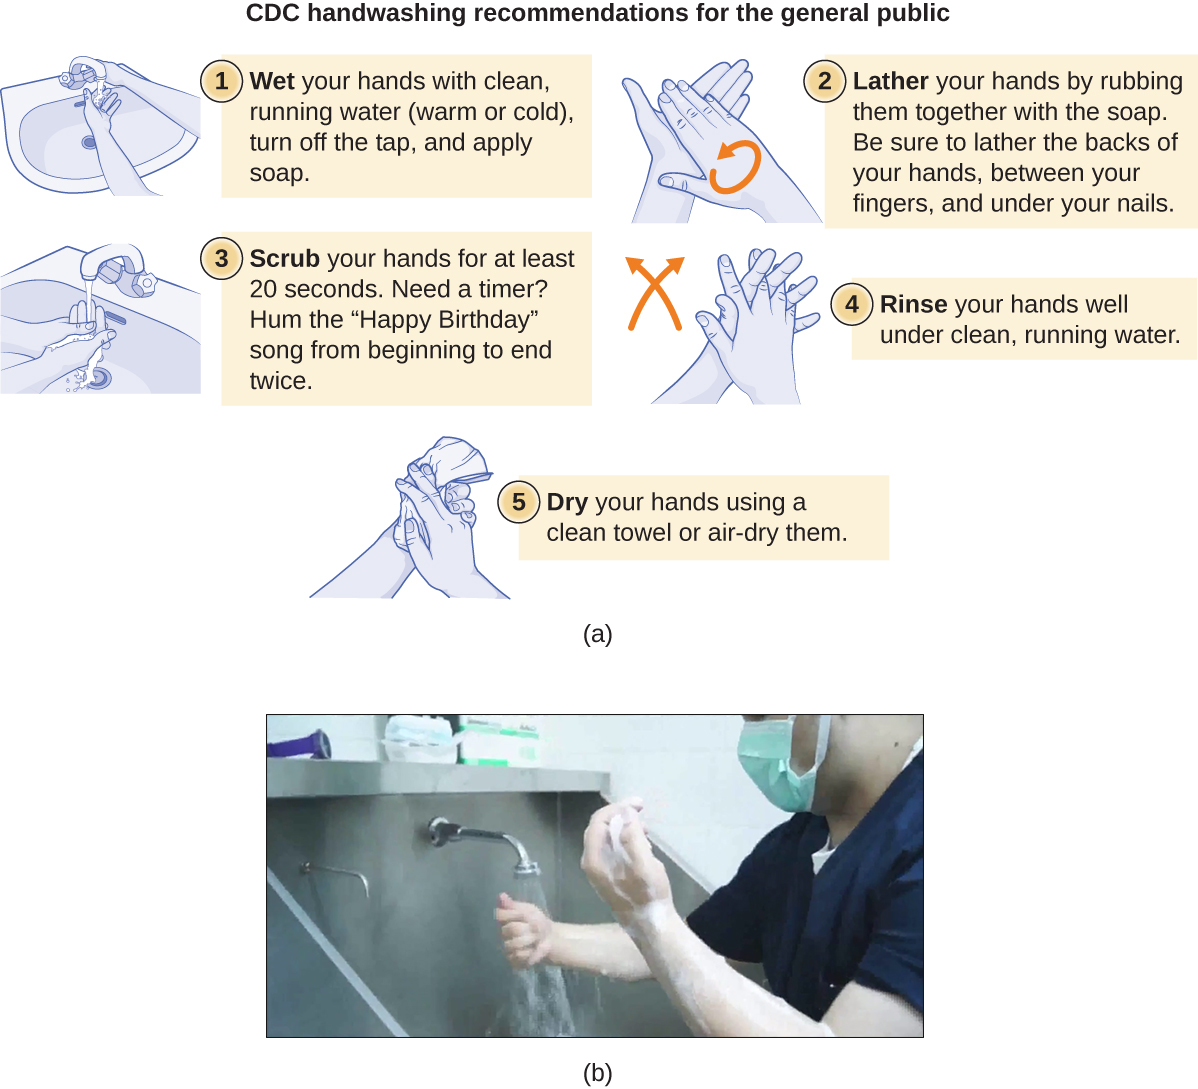 CDC handwashing recommendations for the general public
1
Wet your hands with clean,
running water (warm or cold),
turn off the tap, and apply
soap.
2
Lather your hands by rubbing
them together with the soap.
Be sure to lather the backs of
your hands, between your
fingers, and under your nails.
3
Scrub your hands for at least
20 seconds. Need a timer?
Hum the “Happy Birthday”
song from beginning to end
twice.
4
Rinse your hands well
under clean, running water.
5
Dry your hands using a
clean towel or air-dry them.
(a)
(b)